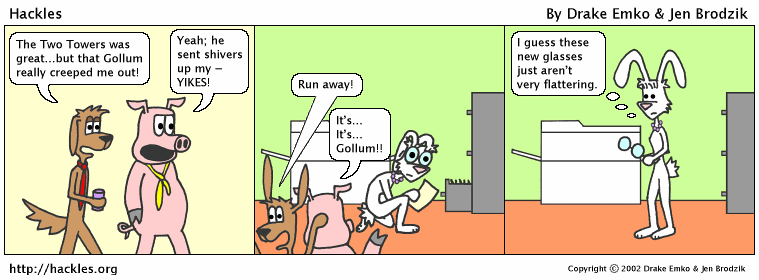 Hackles
By Drake Emko & Jen Brodzik
The Two Towers was
great...but that Gollum
really creeped me out!
Yeah; he
sent shivers
up my –
YIKES!
Run away!
It's...
It's...
Gollum!!
I guess these
new glasses
just aren't
very flattering.
http://hackles.org
Copyright © 2002 Drake Emko & Jen Brodzik